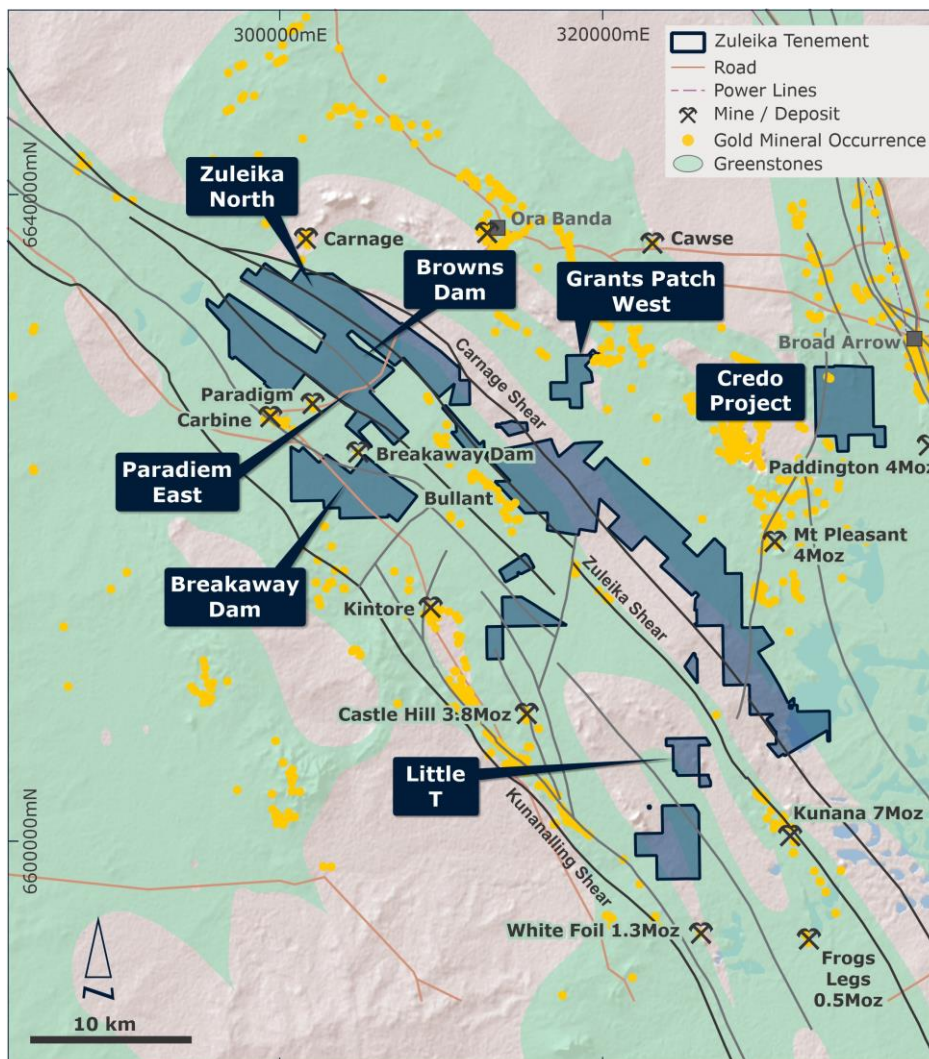 300000mE
320000mE
Zuleika Tenement
Road
Power Lines
Mine / Deposit
Gold Mineral Occurrence
Greenstones
6640000mN
Zuleika
North
Carnage
Ora Banda
Cawse
Browns
Dam
Grants Patch
West
Broad Arrow
Carnage Shear
Credo
Project
Paradigm
Carbine
Paradiem
East
Breakaway Dam
Bullant
Paddington 4Moz
Mt Pleasant
4Moz
Breakaway
Dam
Zuleika Shear
Kintore
Castle Hill 3.8Moz
Little
T
Kunanalling Shear
Kunana 7Moz
6600000mN
White Foil 1.3Moz
Frogs
Legs
0.5Moz
N
10 km